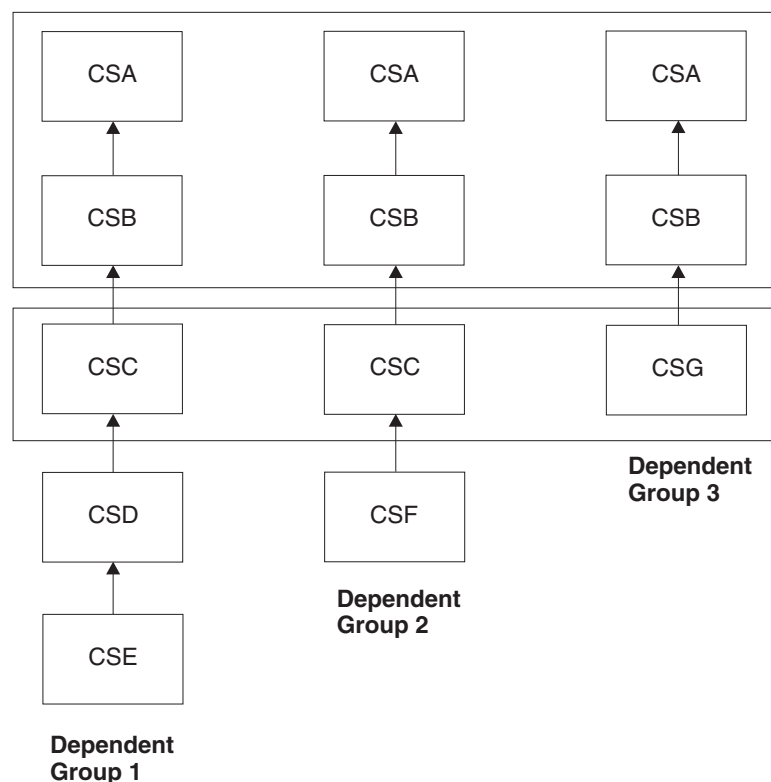 CSA
CSA
CSA
CSB
CSB
CSB
CSC
CSC
CSG
Dependent
Group 3
CSD
CSF
Dependent
Group 2
CSE
Dependent
Group 1